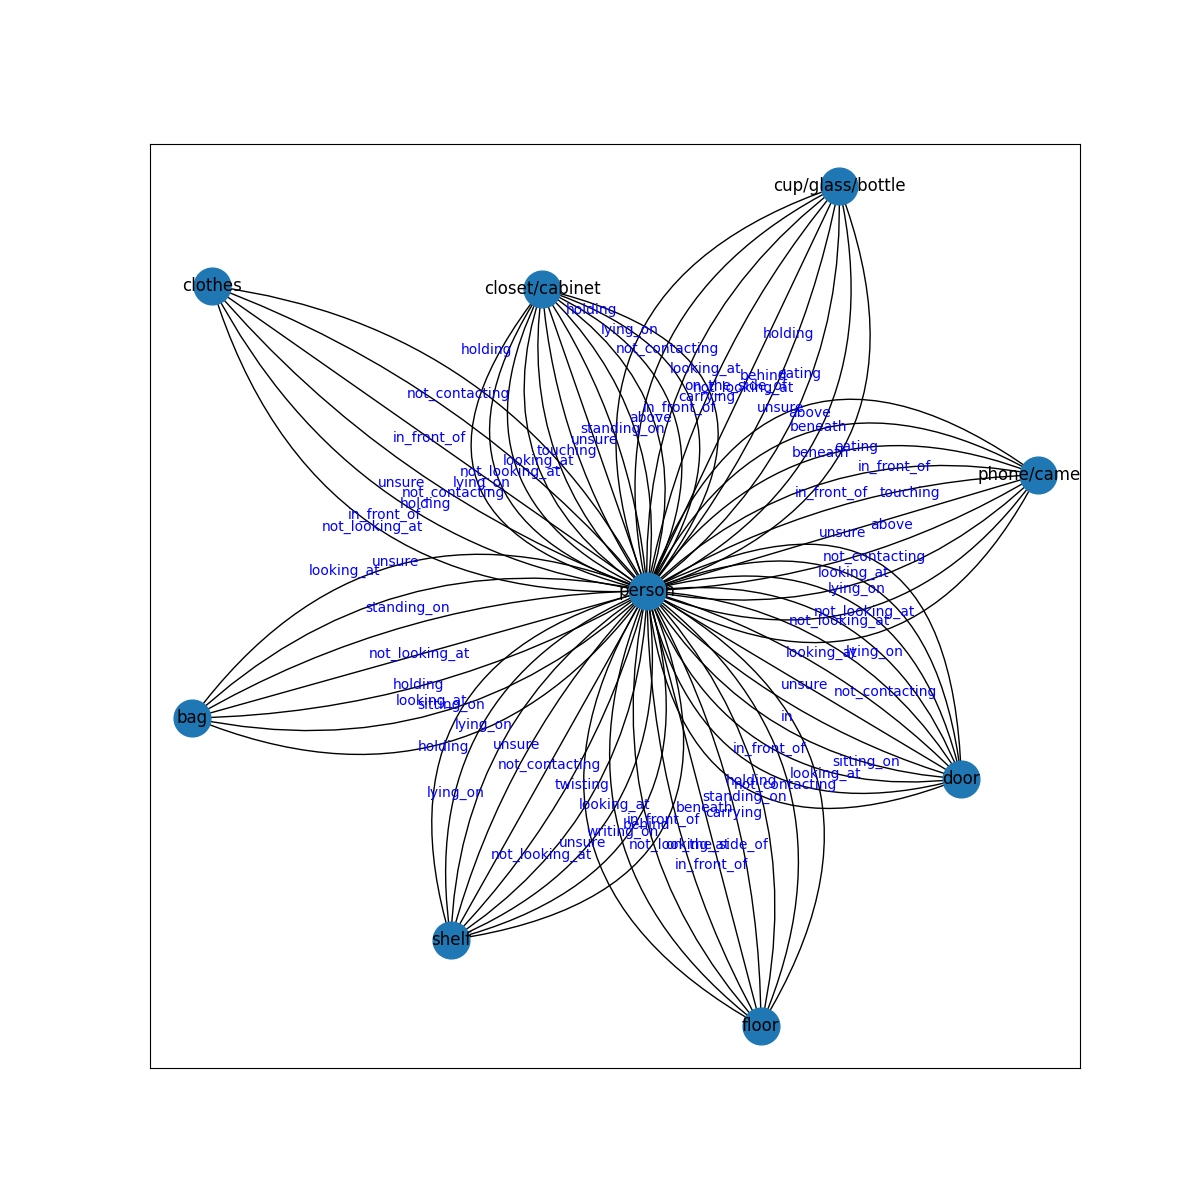 cup/glass/bottle
clothes
closet/cabinet
holding
lying_on
holding
holding
not_contacting
looking_at
behind
eating
on_the_side_of
not_looking_at
not_contacting
carrying
in_front_of
unsure
above
above
standing_on
beneath
in_front_of
unsure
eating
touching
beneath
looking_at
in_front_of
not_looking_at
phone/came
unsure
lying_on
not_contacting
in_front_of
touching
holding
in_front_of
not_looking_at
above
unsure
not_contacting
unsure
looking_at
looking_at
lying_on
person
standing_on
not_looking_at
not_looking_at
not_looking_at
looking_at
lying_on
holding
unsure
not_contacting
looking_at
sitting_on
bag
in
lying_on
holding
unsure
in_front_of
not_contacting
sitting_on
looking_at
door
twisting
holding
not_contacting
lying_on
standing_on
looking_at
beneath
carrying
in_front_of
behind
writing_on
unsure
not_looking_at
on_the_side_of
not_looking_at
in_front_of
shelf
floor